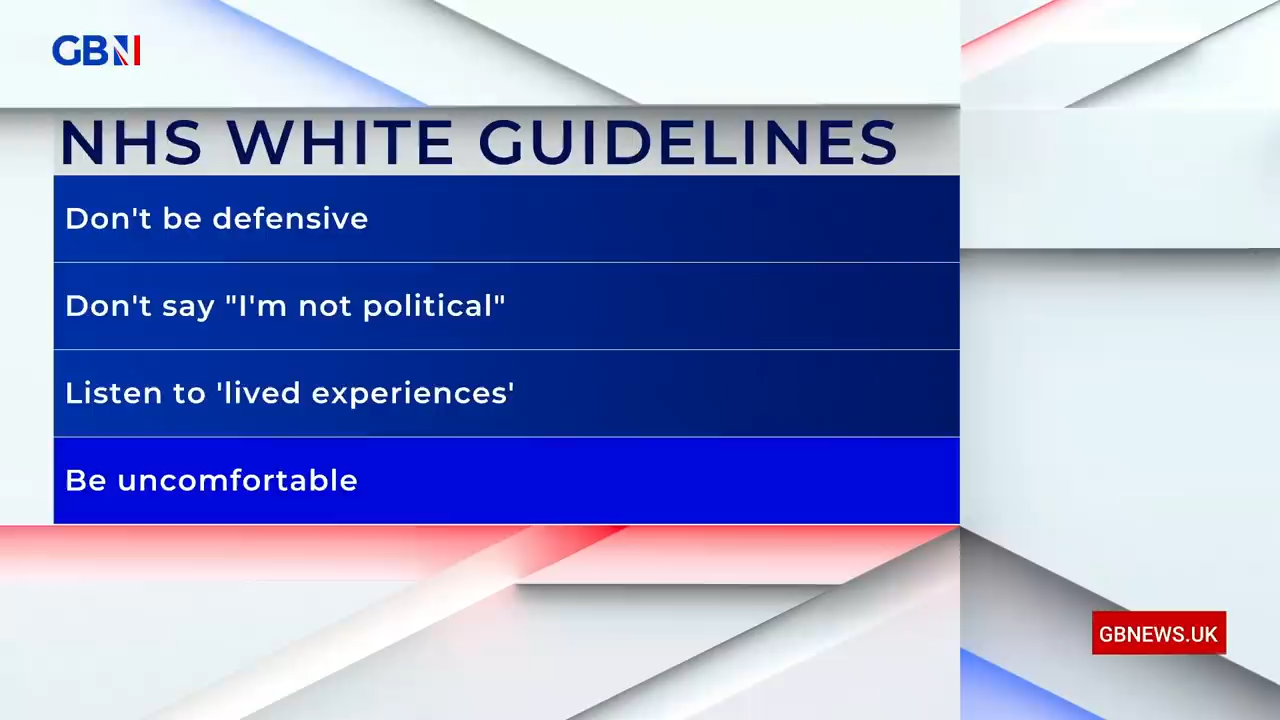 GBN
NHS WHITE GUIDELINES
Don't be defensive
Don't say "I'm not political"
Listen to 'lived experiences'
Be uncomfortable
GBNEWS.UK